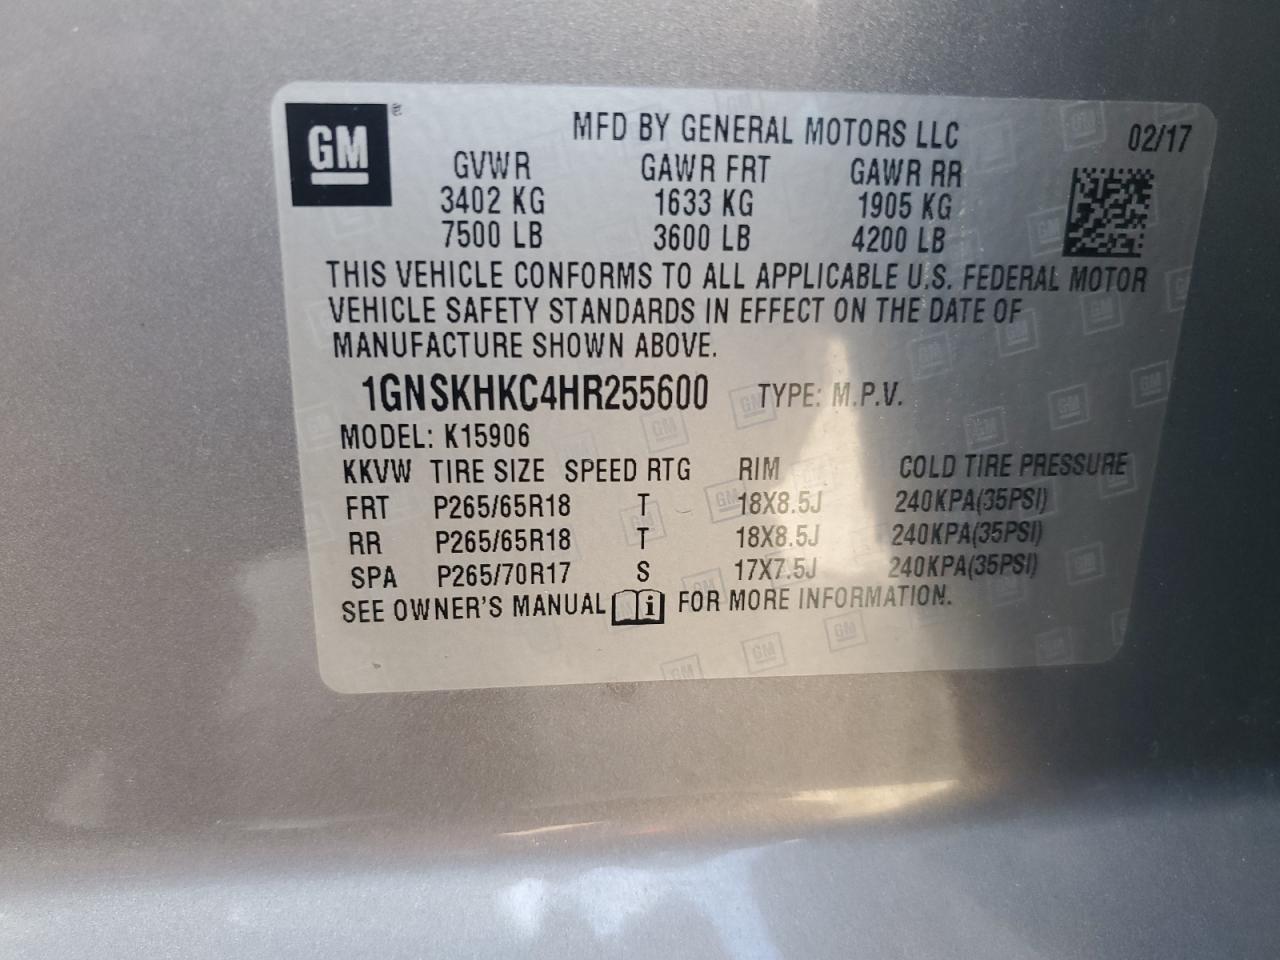 GM
MFD BY GENERAL MOTORS LLC 02/17
GVWR GAWR FRT GAWR RR
3402 KG 1633 KG 1905 KG
7500 LB 3600 LB 4200 LB
THIS VEHICLE CONFORMS TO ALL APPLICABLE U.S. FEDERAL MOTOR
VEHICLE SAFETY STANDARDS IN EFFECT ON THE DATE OF
MANUFACTURE SHOWN ABOVE.
1GNSKHKC4HR255600 TYPE: M.P.V.
MODEL: K15906
KKVW TIRE SIZE SPEED RTG RIM COLD TIRE PRESSURE
FRT P265/65R18 T 18X8.5J 240KPA(35PSI)
RR P265/65R18 T 18X8.5J 240KPA(35PSI)
SPA P265/70R17 S 17X7.5J 240KPA(35PSI)
SEE OWNER'S MANUAL i FOR MORE INFORMATION.